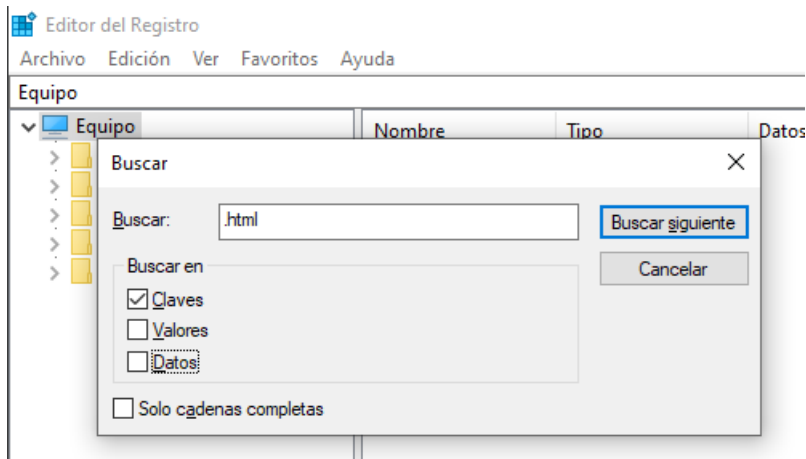 Editor del Registro
Archivo Edición Ver Favoritos Ayuda
Equipo
Equipo
Nombre Tipo Datos
Buscar
Buscar: .html Buscar siguiente
Buscar en Cancelar
Claves
Valores
Datos
Solo cadenas completas